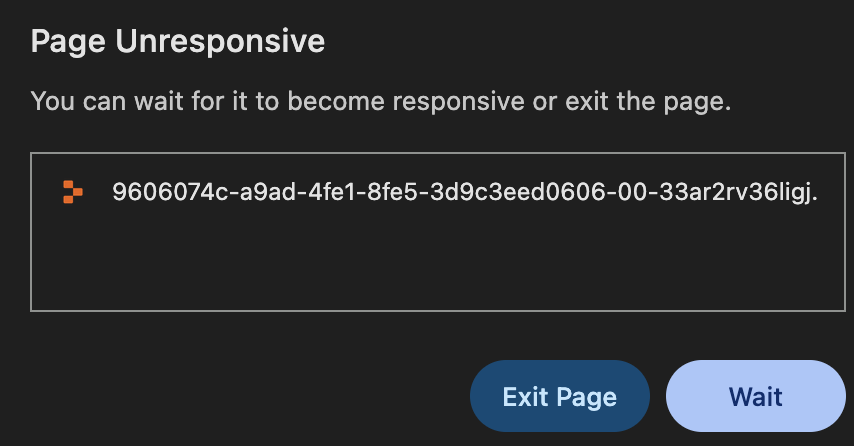 Page Unresponsive
You can wait for it to become responsive or exit the page.
9606074c-a9ad-4fe1-8fe5-3d9c3eed0606-00-33ar2rv36ligj.
Exit Page
Wait